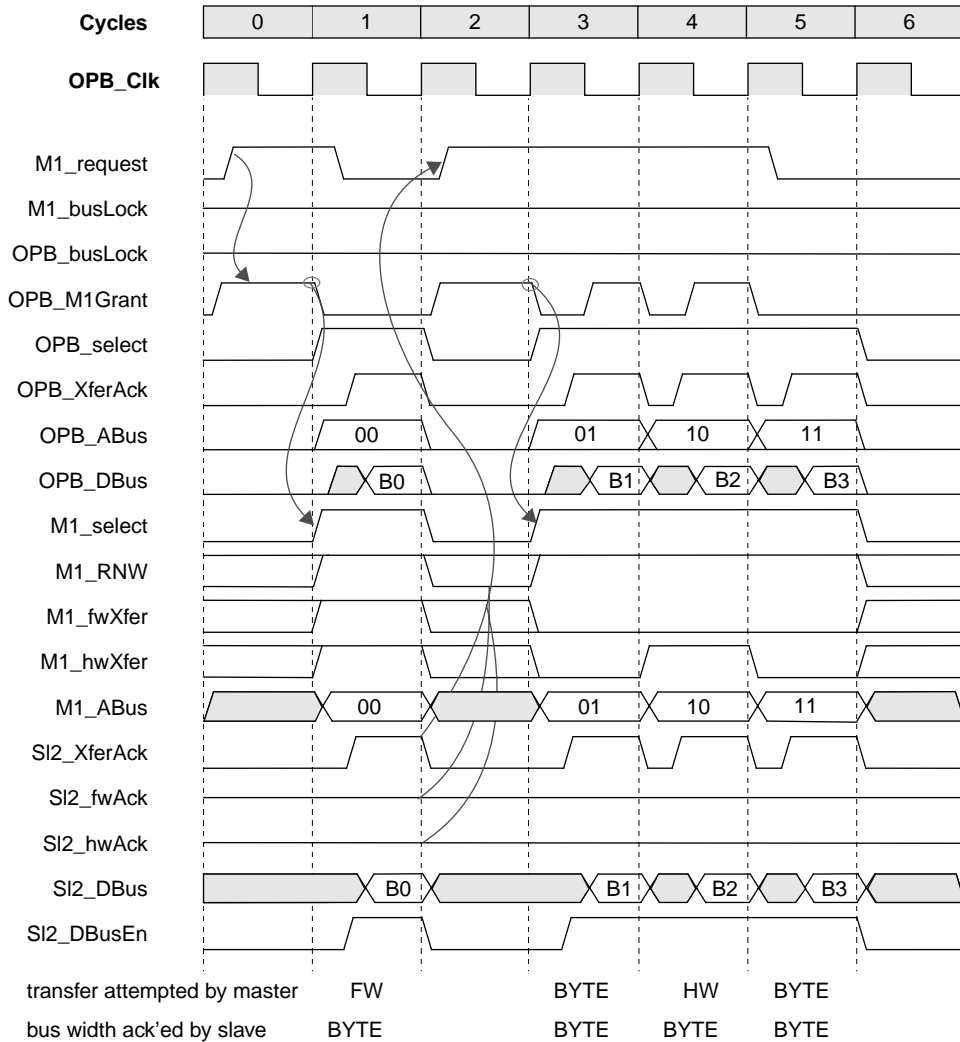 Cycles 0 1 2 3 4 5 6
OPB_Clk
M1_request
M1_busLock
OPB_busLock
OPB_M1Grant
OPB_select
OPB_XferAck
OPB_ABus 00 01 10 11
OPB_DBus B0 B1 B2 B3
M1_select
M1_RNW
M1_fwXfer
M1_hwXfer
M1_ABus 00 01 10 11
Sl2_XferAck
Sl2_fwAck
Sl2_hwAck
Sl2_DBus B0 B1 B2 B3
Sl2_DBusEn
transfer attempted by master FW BYTE HW BYTE
bus width ack'ed by slave BYTE BYTE BYTE BYTE